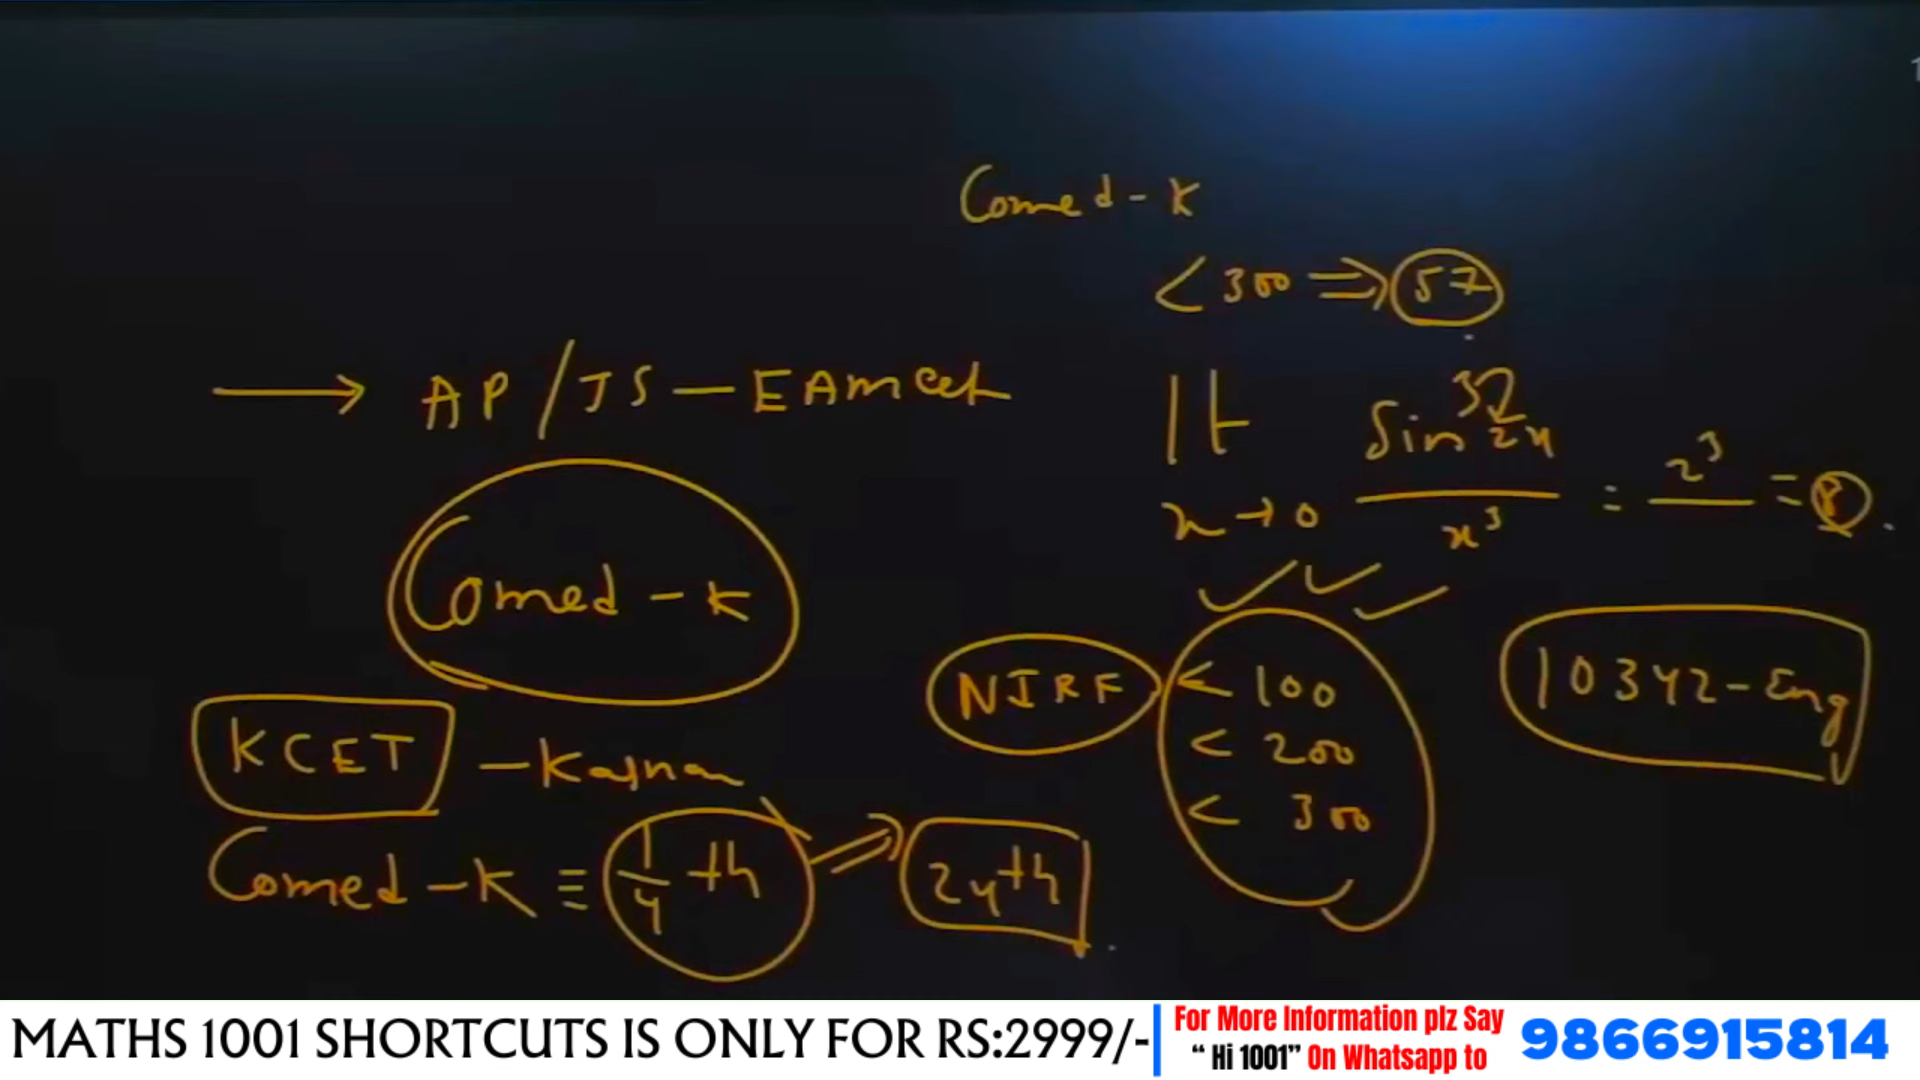 Comed - K
< 300 ⇒ 57
→ AP / TS — EAMcet
lt x→0 sin³ 2x / x³ = 2³ = 8
Comed - K
NIRF < 100
< 200
< 300
10342 - Eng
KCET -
Comed - K ≡ 1/4 th ⇒ 24th
MATHS 1001 SHORTCUTS IS ONLY FOR RS:2999/-
For More Information plz Say
“ Hi 1001” On Whatsapp to
9866915814